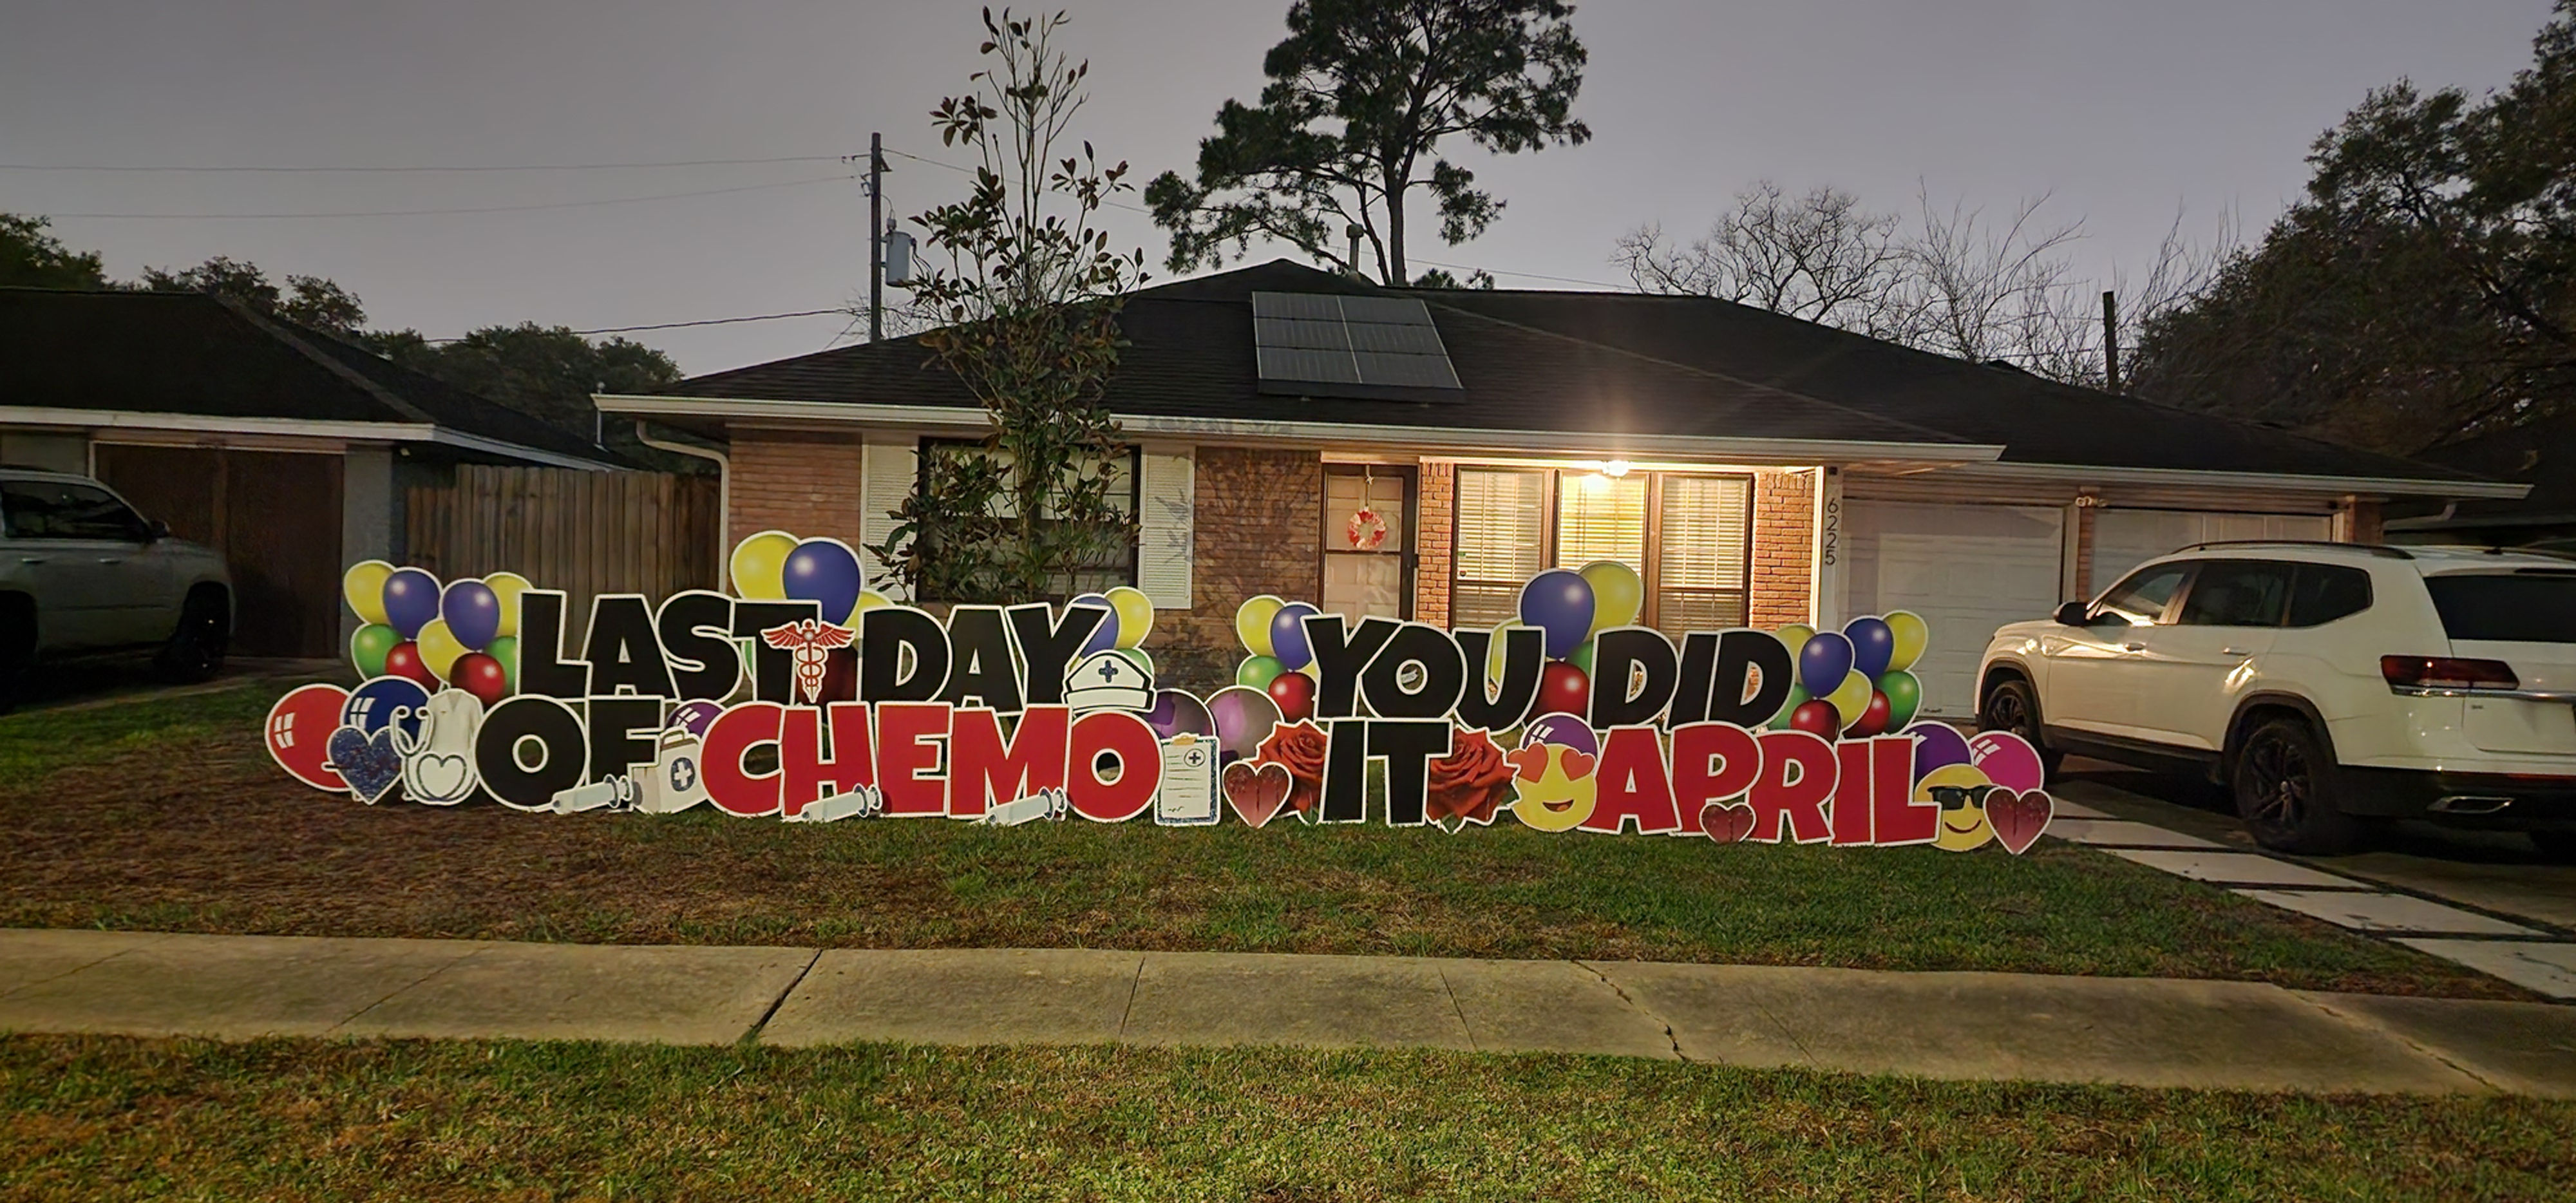 LAST DAY
OF CHEMO
YOU DID
IT APRIL
6225